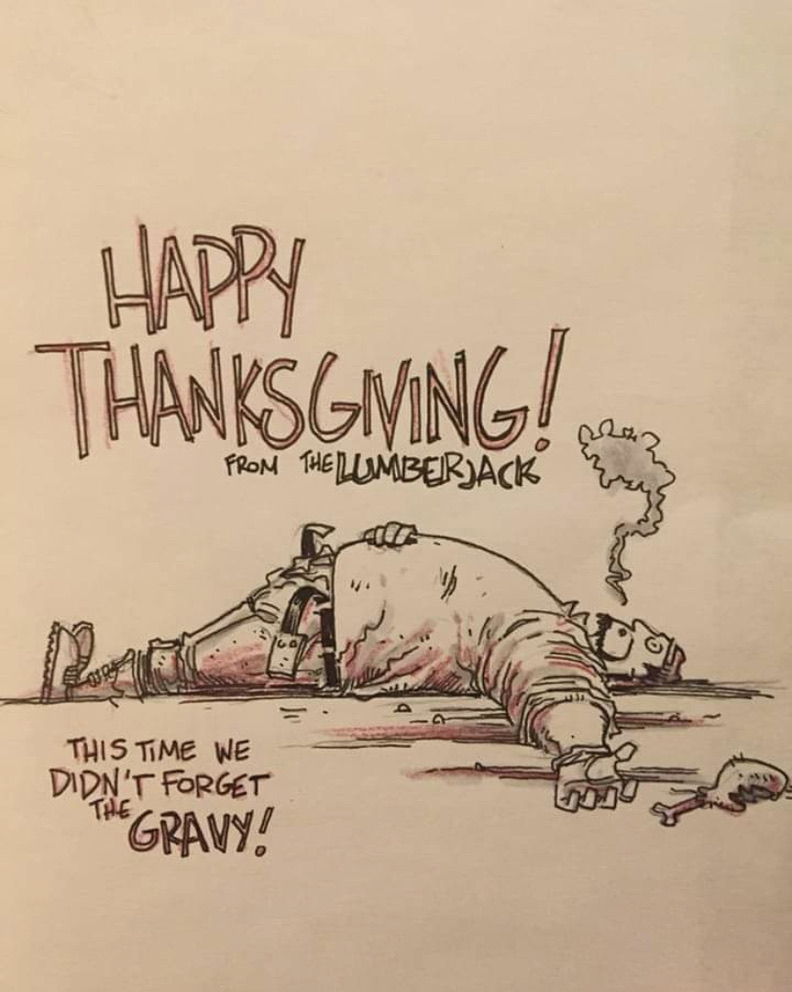 HAPPY
THANKSGIVING!
FROM THE LUMBERJACK
THIS TIME WE
DIDN'T FORGET
THE GRAVY!